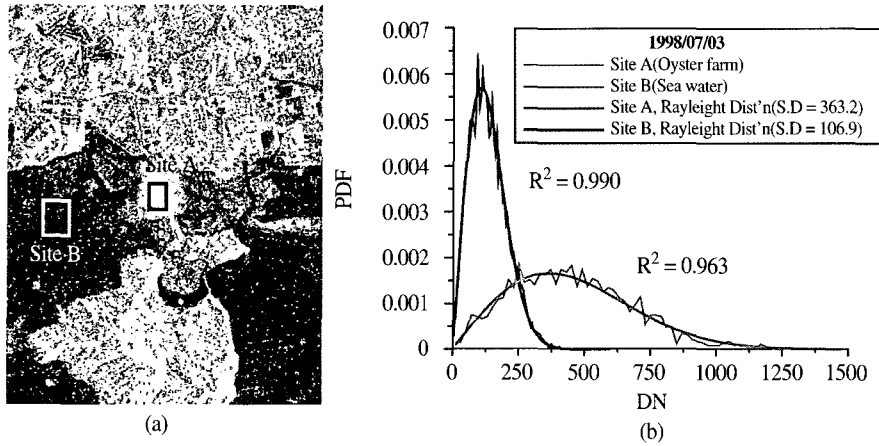 Site A
Site B
(a)
0.007
0.006
0.005
0.004
0.003
0.002
0.001
0
PDF
1998/07/03
Site A(Oyster farm)
Site B(Sea water)
Site A, Rayleight Dist'n(S.D = 363.2)
Site B, Rayleight Dist'n(S.D = 106.9)
R² = 0.990
R² = 0.963
0 250 500 750 1000 1250 1500
DN
(b)